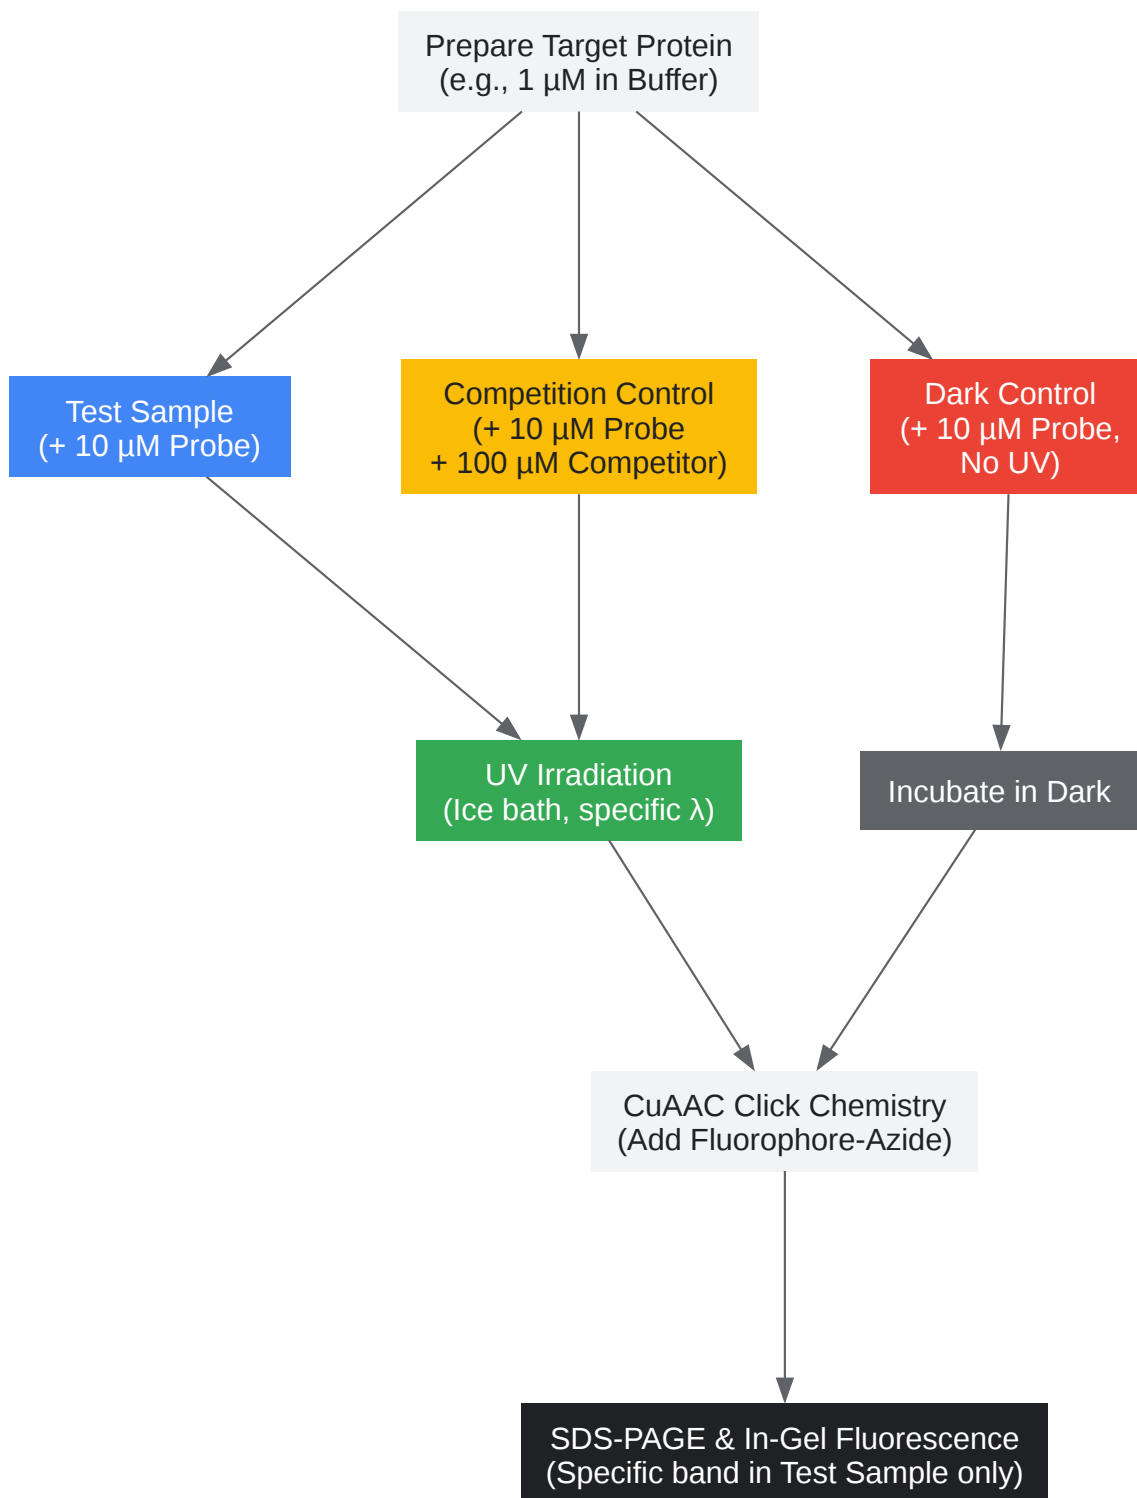 Prepare Target Protein
(e.g., 1 µM in Buffer)
Test Sample
(+ 10 µM Probe)
Competition Control
(+ 10 µM Probe
+ 100 µM Competitor)
Dark Control
(+ 10 µM Probe,
No UV)
UV Irradiation
(Ice bath, specific λ)
Incubate in Dark
CuAAC Click Chemistry
(Add Fluorophore-Azide)
SDS-PAGE & In-Gel Fluorescence
(Specific band in Test Sample only)